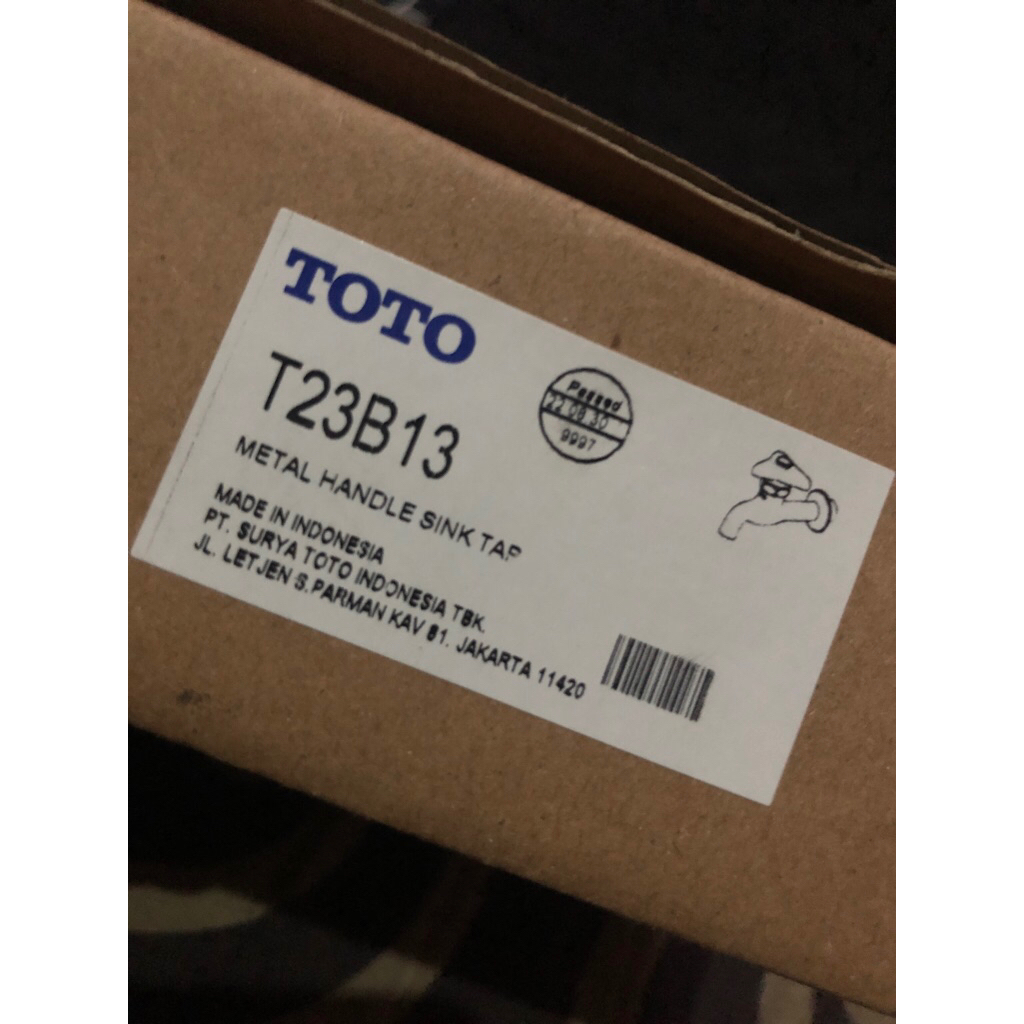 TOTO
T23B13
Passed
22 08 30
9997
METAL HANDLE SINK TAP
MADE IN INDONESIA
PT. SURYA TOTO INDONESIA TBK.
JL. LETJEN S.PARMAN KAV 81. JAKARTA 11420